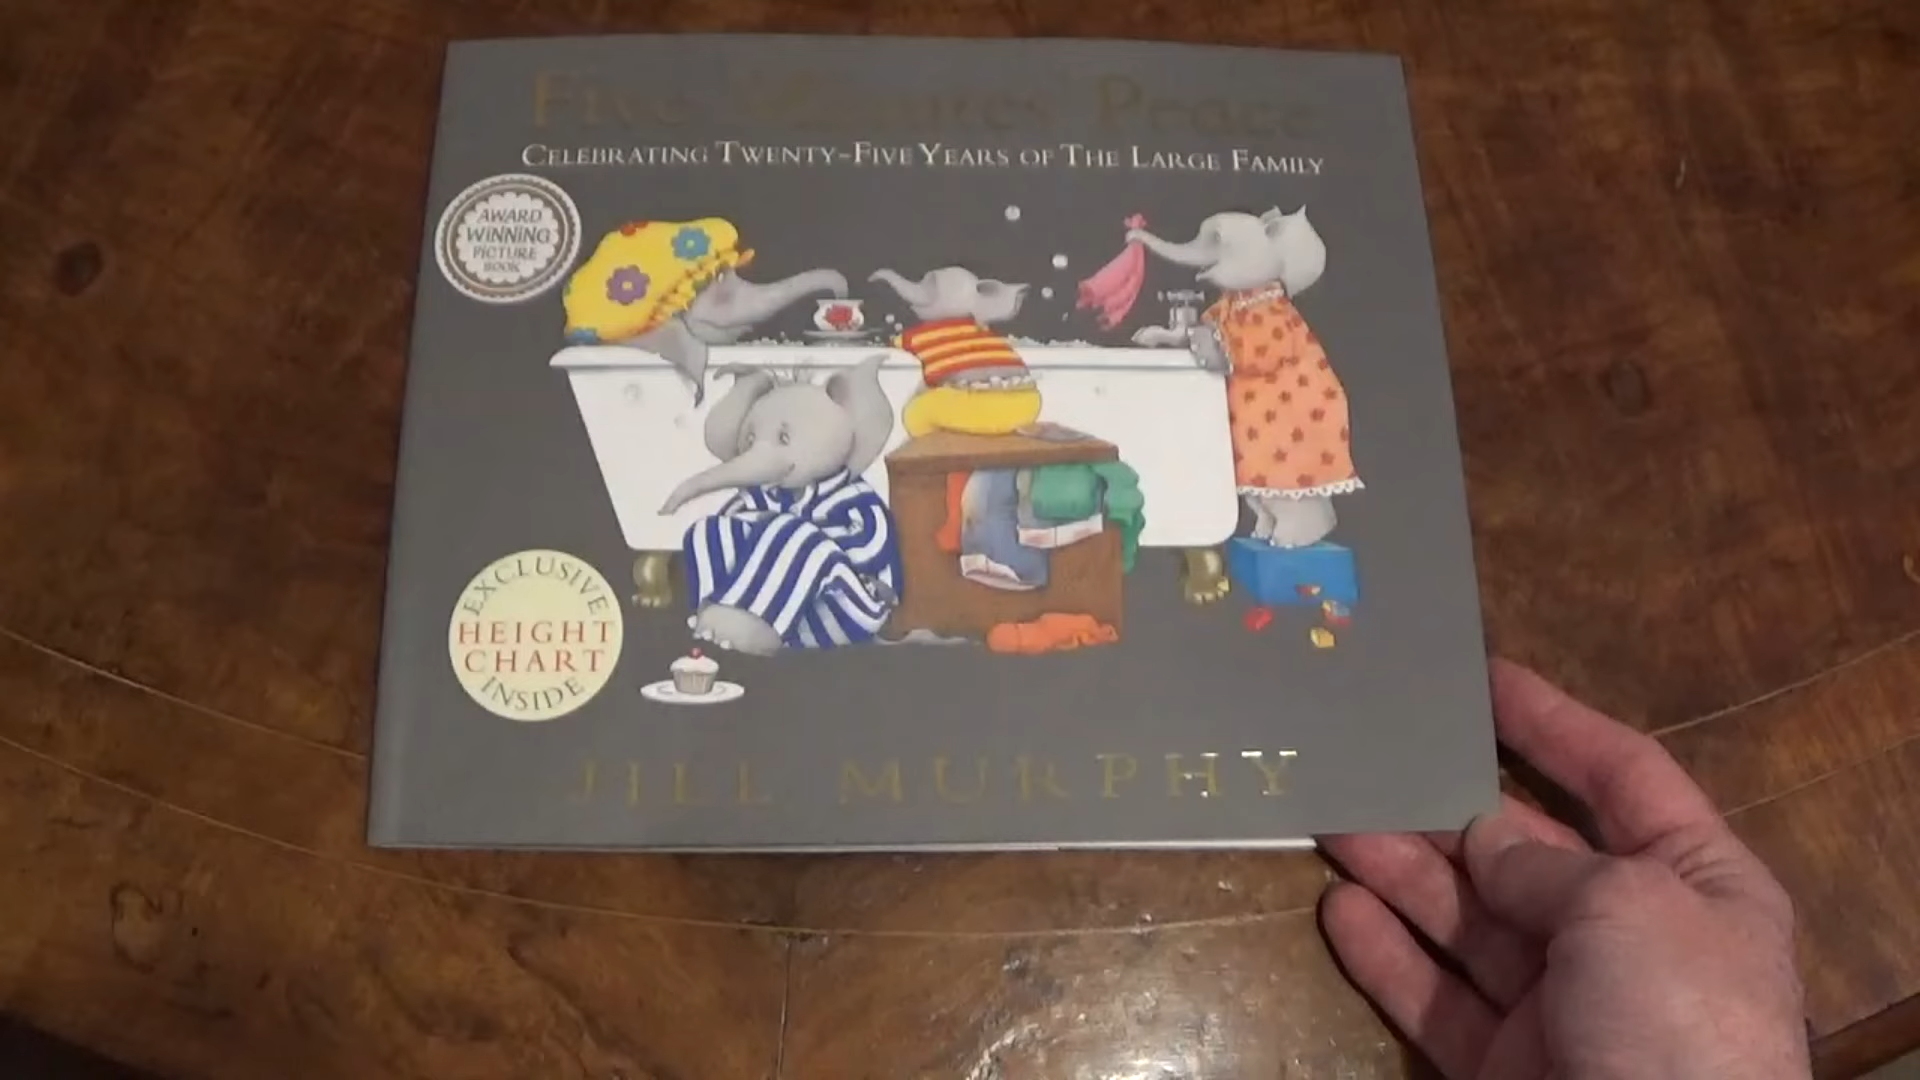 Five Minutes' Peace
CELEBRATING TWENTY-FIVE YEARS OF THE LARGE FAMILY
AWARD
WINNING
PICTURE
BOOK
EXCLUSIVE
HEIGHT
CHART
INSIDE
JILL MURPHY